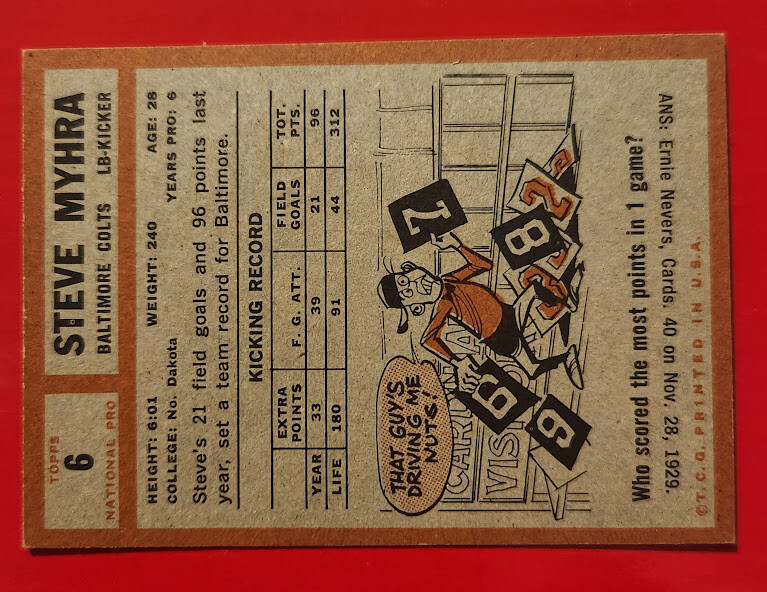 TOPPS
6
NATIONAL PRO
STEVE MYHRA
BALTIMORE COLTS LB-KICKER
HEIGHT: 6:01 WEIGHT: 240 AGE: 28
COLLEGE: No. Dakota YEARS PRO: 6
Steve's 21 field goals and 96 points last
year, set a team record for Baltimore.
KICKING RECORD
EXTRA POINTS F. G. ATT. FIELD GOALS TOT. PTS.
YEAR 33 39 21 96
LIFE 180 91 44 312
THAT GUY'S
DRIVING ME
NUTS!
VIS
7
8
2
6
9
Who scored the most points in 1 game?
ANS: Ernie Nevers, Cards, 40 on Nov. 28, 1929.
©T.C.G. PRINTED IN U.S.A.